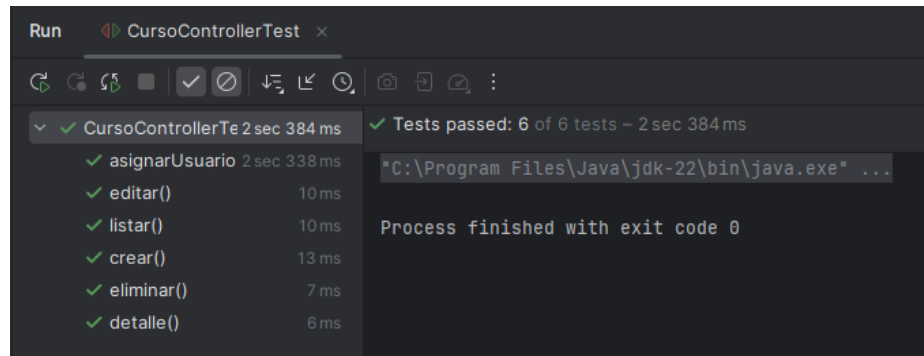 Run CursoControllerTest
CursoControllerTe 2 sec 384 ms
asignarUsuario 2 sec 338 ms
editar() 10 ms
listar() 10 ms
crear() 13 ms
eliminar() 7 ms
detalle() 6 ms
Tests passed: 6 of 6 tests – 2 sec 384 ms
"C:\Program Files\Java\jdk-22\bin\java.exe" ...
Process finished with exit code 0